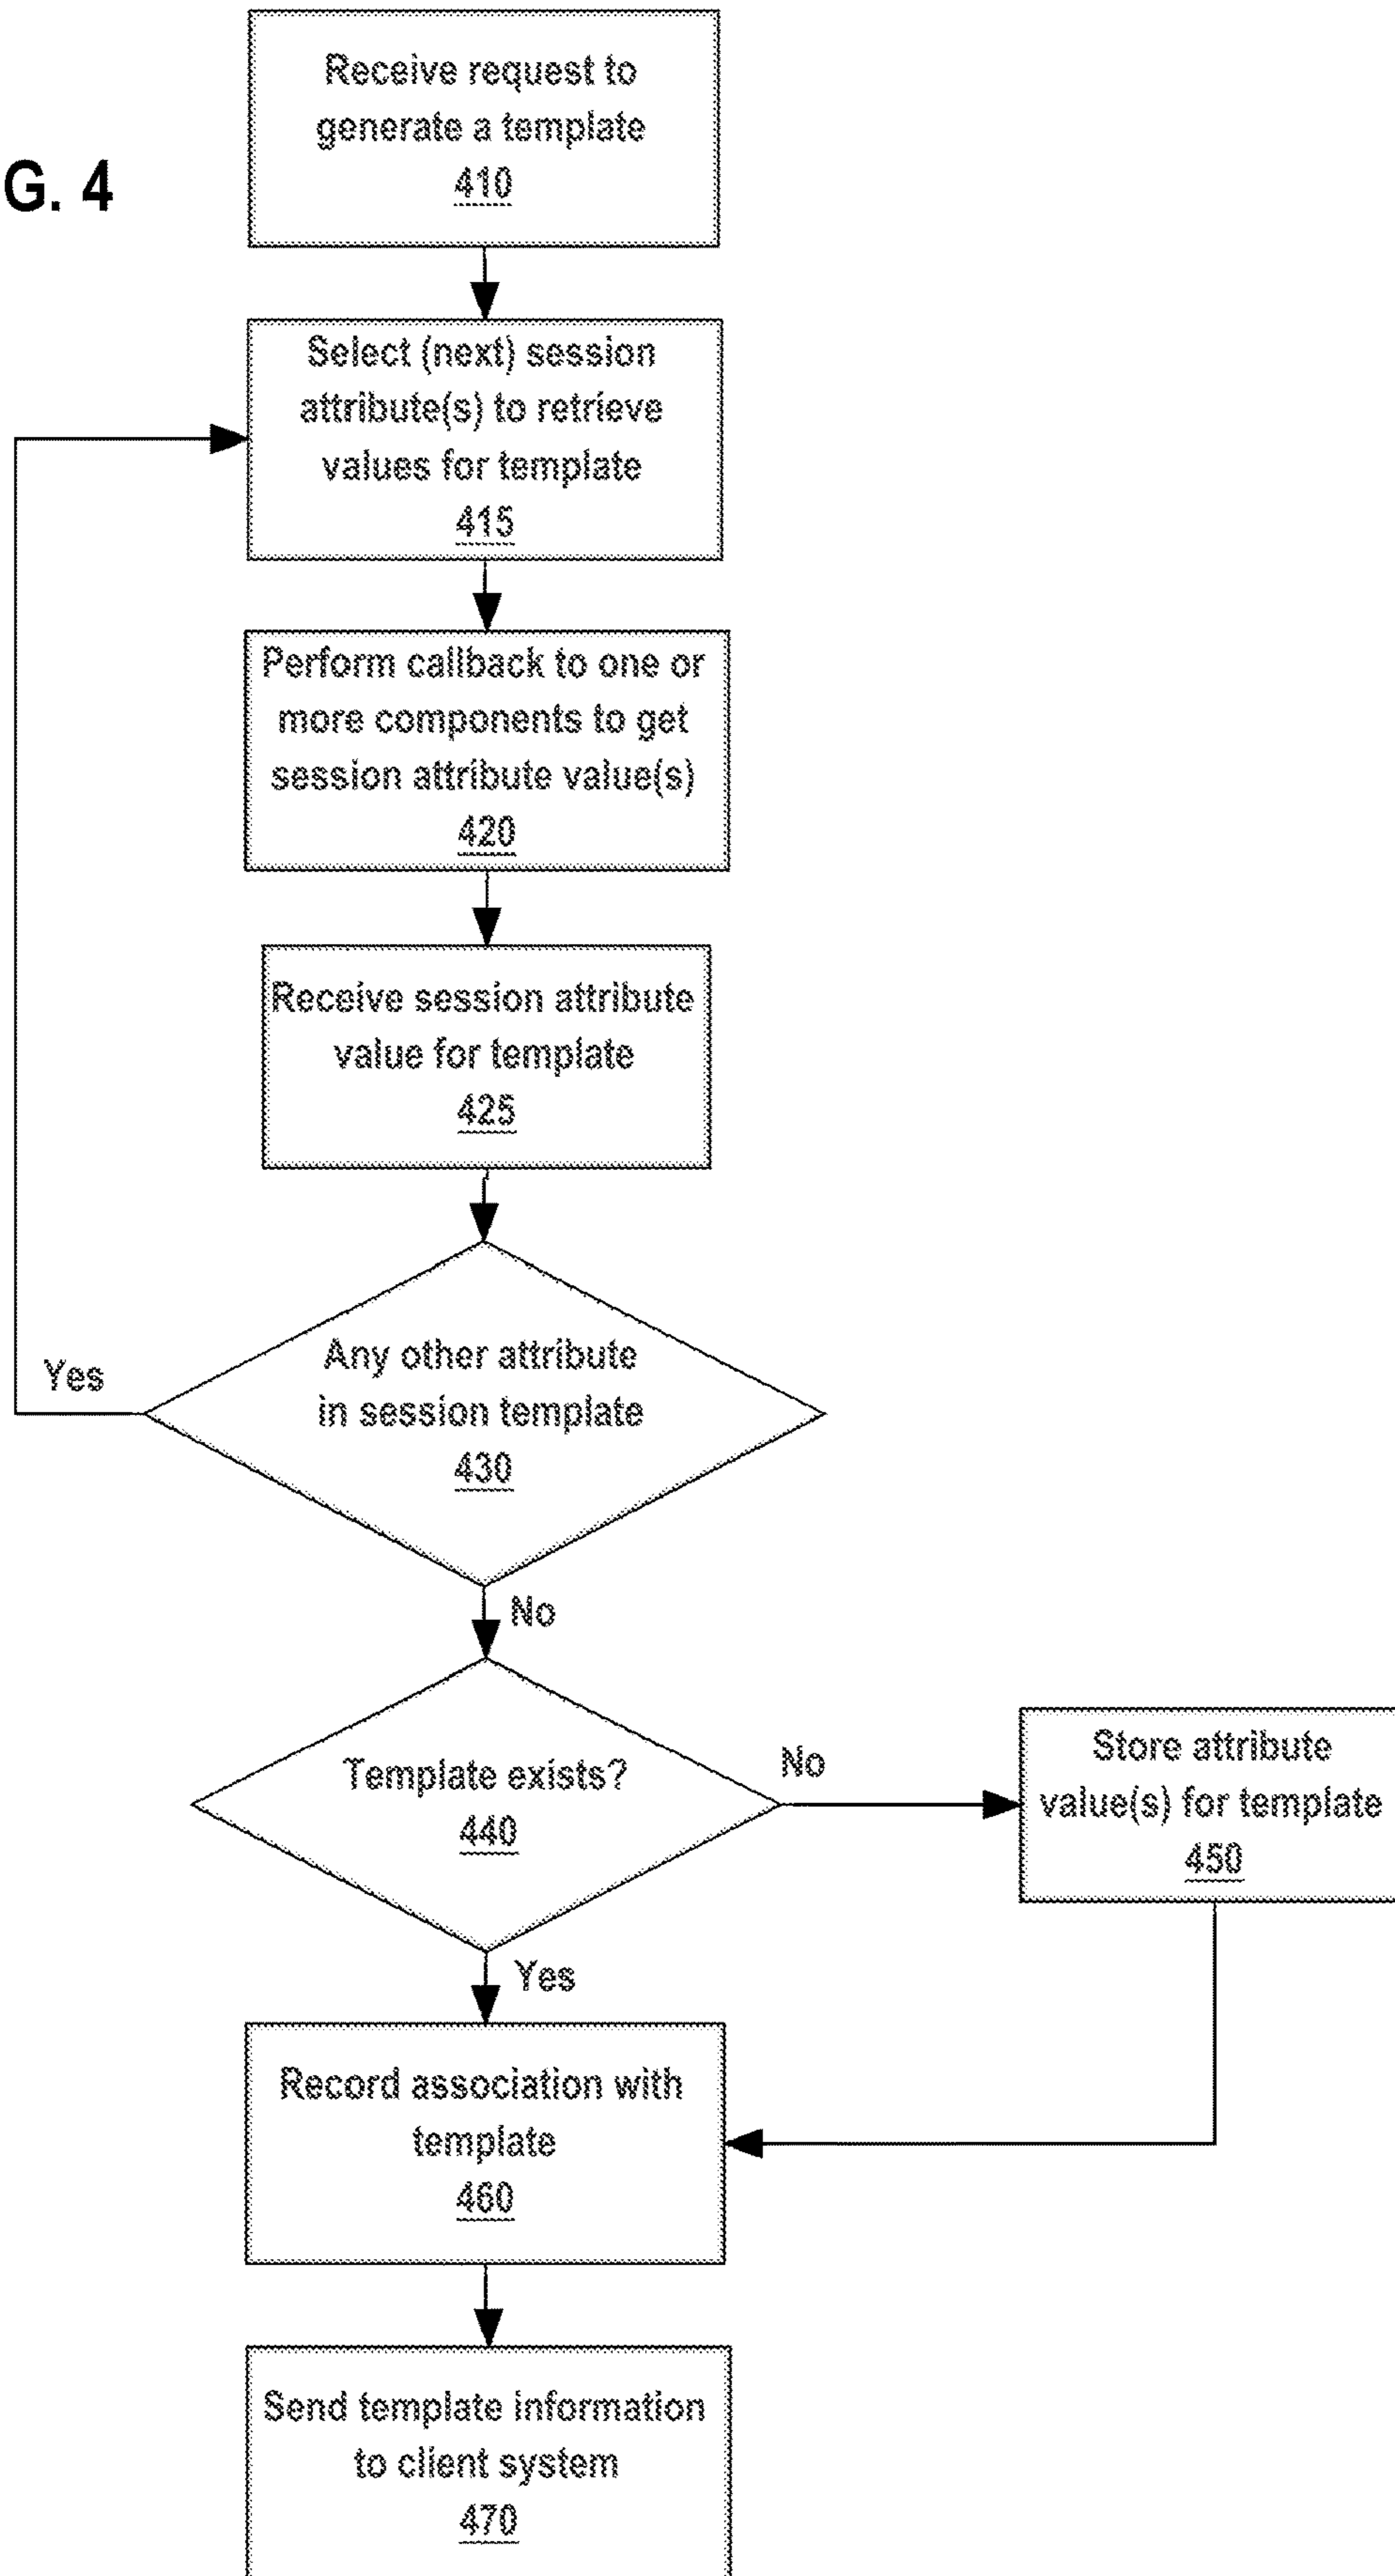 Receive request to
generate a template
410
G. 4
Select (next) session
attribute(s) to retrieve
values for template
415
Perform callback to one or
more components to get
session attribute value(s)
420
Receive session attribute
value for template
425
Any other attribute
in session template
430
Yes
No
Template exists?
440
No
Store attribute
value(s) for template
450
Yes
Record association with
template
460
Send template information
to client system
470